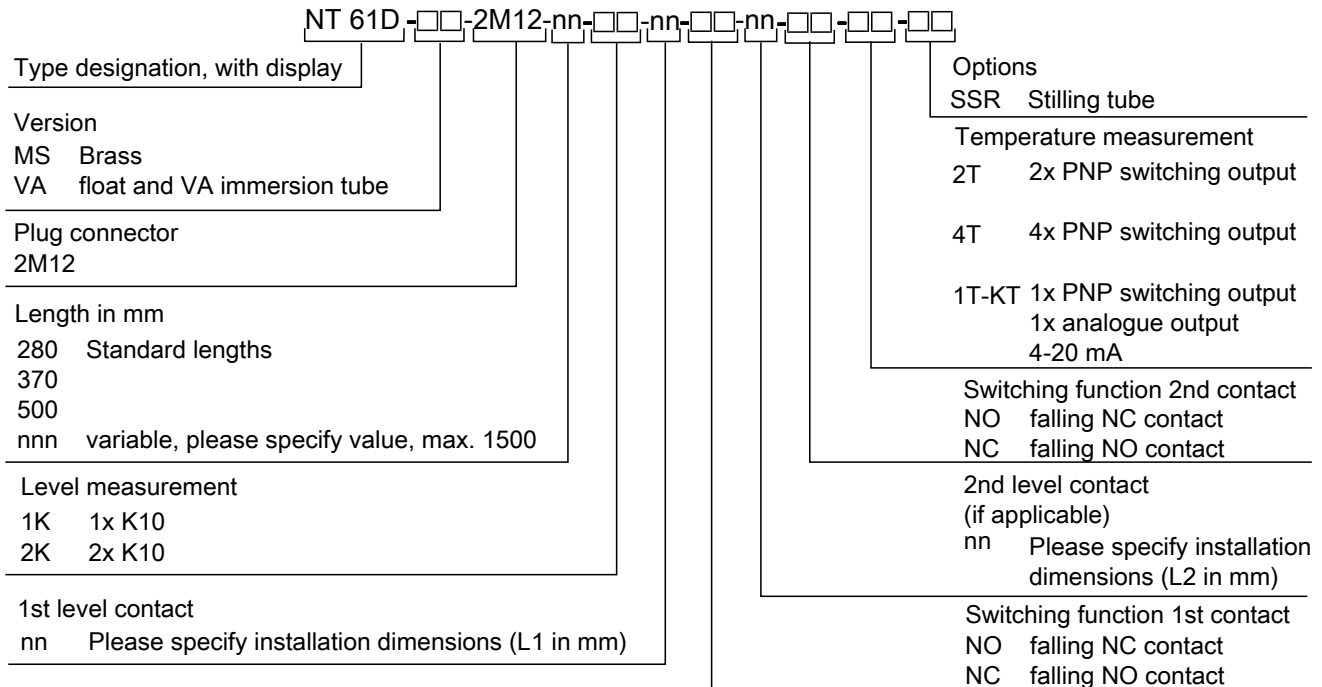 NT 61D-□□-2M12-nn-□□-nn-□□-nn-□□-□□-□□
Type designation, with display
Version
MS Brass
VA float and VA immersion tube
Plug connector
2M12
Length in mm
280 Standard lengths
370
500
nnn variable, please specify value, max. 1500
Level measurement
1K 1x K10
2K 2x K10
1st level contact
nn Please specify installation dimensions (L1 in mm)
Options
SSR Stilling tube
Temperature measurement
2T 2x PNP switching output
4T 4x PNP switching output
1T-KT 1x PNP switching output
1x analogue output
4-20 mA
Switching function 2nd contact
NO falling NC contact
NC falling NO contact
2nd level contact
(if applicable)
nn Please specify installation
dimensions (L2 in mm)
Switching function 1st contact
NO falling NC contact
NC falling NO contact